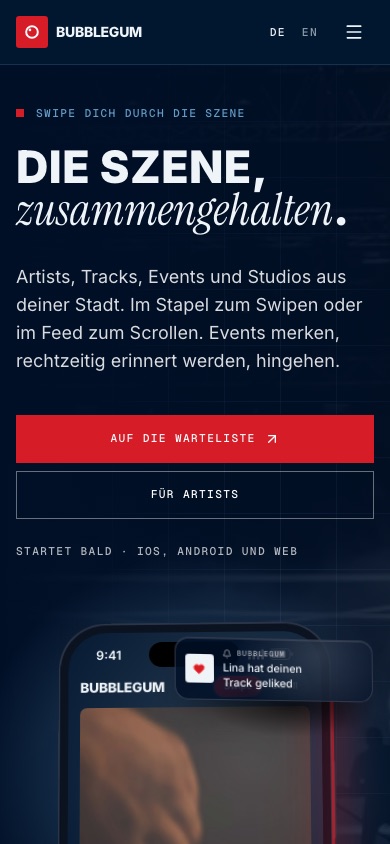 BUBBLEGUM
DE EN
SWIPE DICH DURCH DIE SZENE
DIE SZENE,
zusammengehalten.
Artists, Tracks, Events und Studios aus
deiner Stadt. Im Stapel zum Swipen oder
im Feed zum Scrollen. Events merken,
rechtzeitig erinnert werden, hingehen.
AUF DIE WARTELISTE
FÜR ARTISTS
STARTET BALD · IOS, ANDROID UND WEB
9:41
BUBBLEGUM
BUBBLEGUM
Lina hat deinen
Track geliked